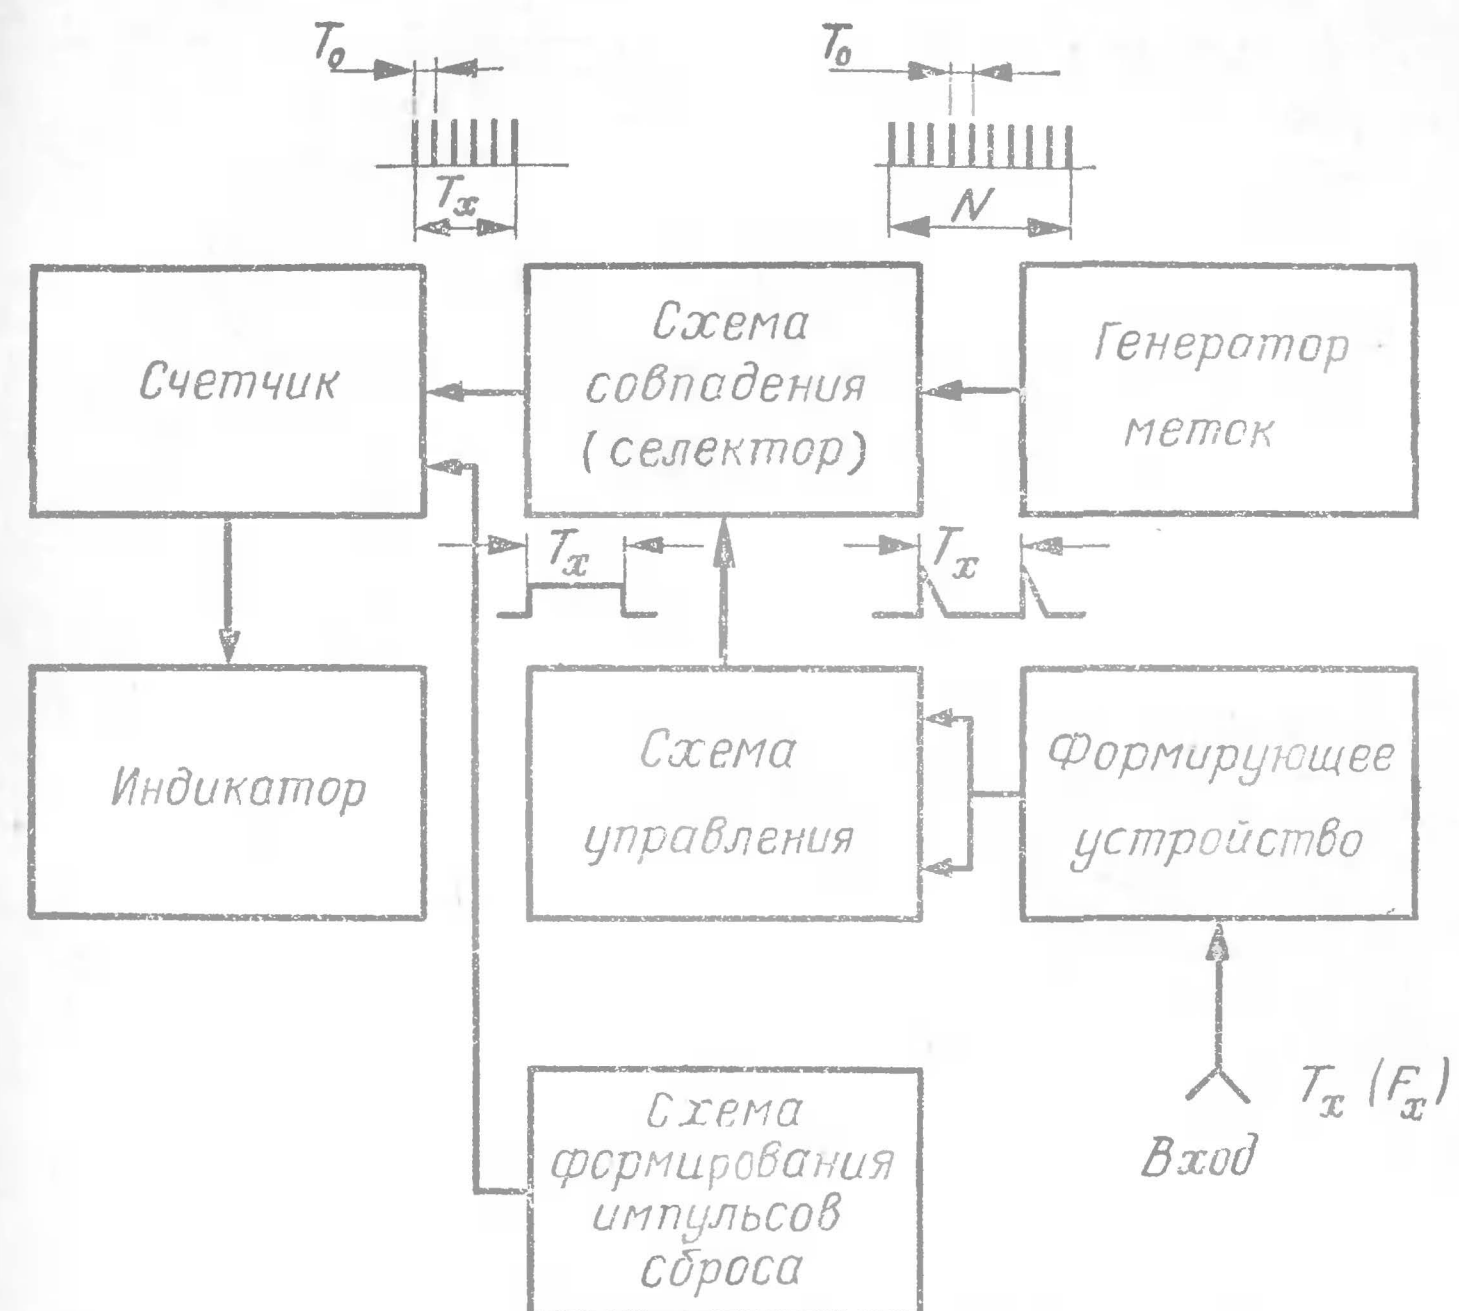 T₀
T₀
Tₓ
N
Счетчик
Схема
совпадения
(селектор)
Генератор
меток
Tₓ
Tₓ
Индикатор
Схема
управления
Формирующее
устройство
Tₓ (Fₓ)
Вход
Схема
формирования
импульсов
сброса